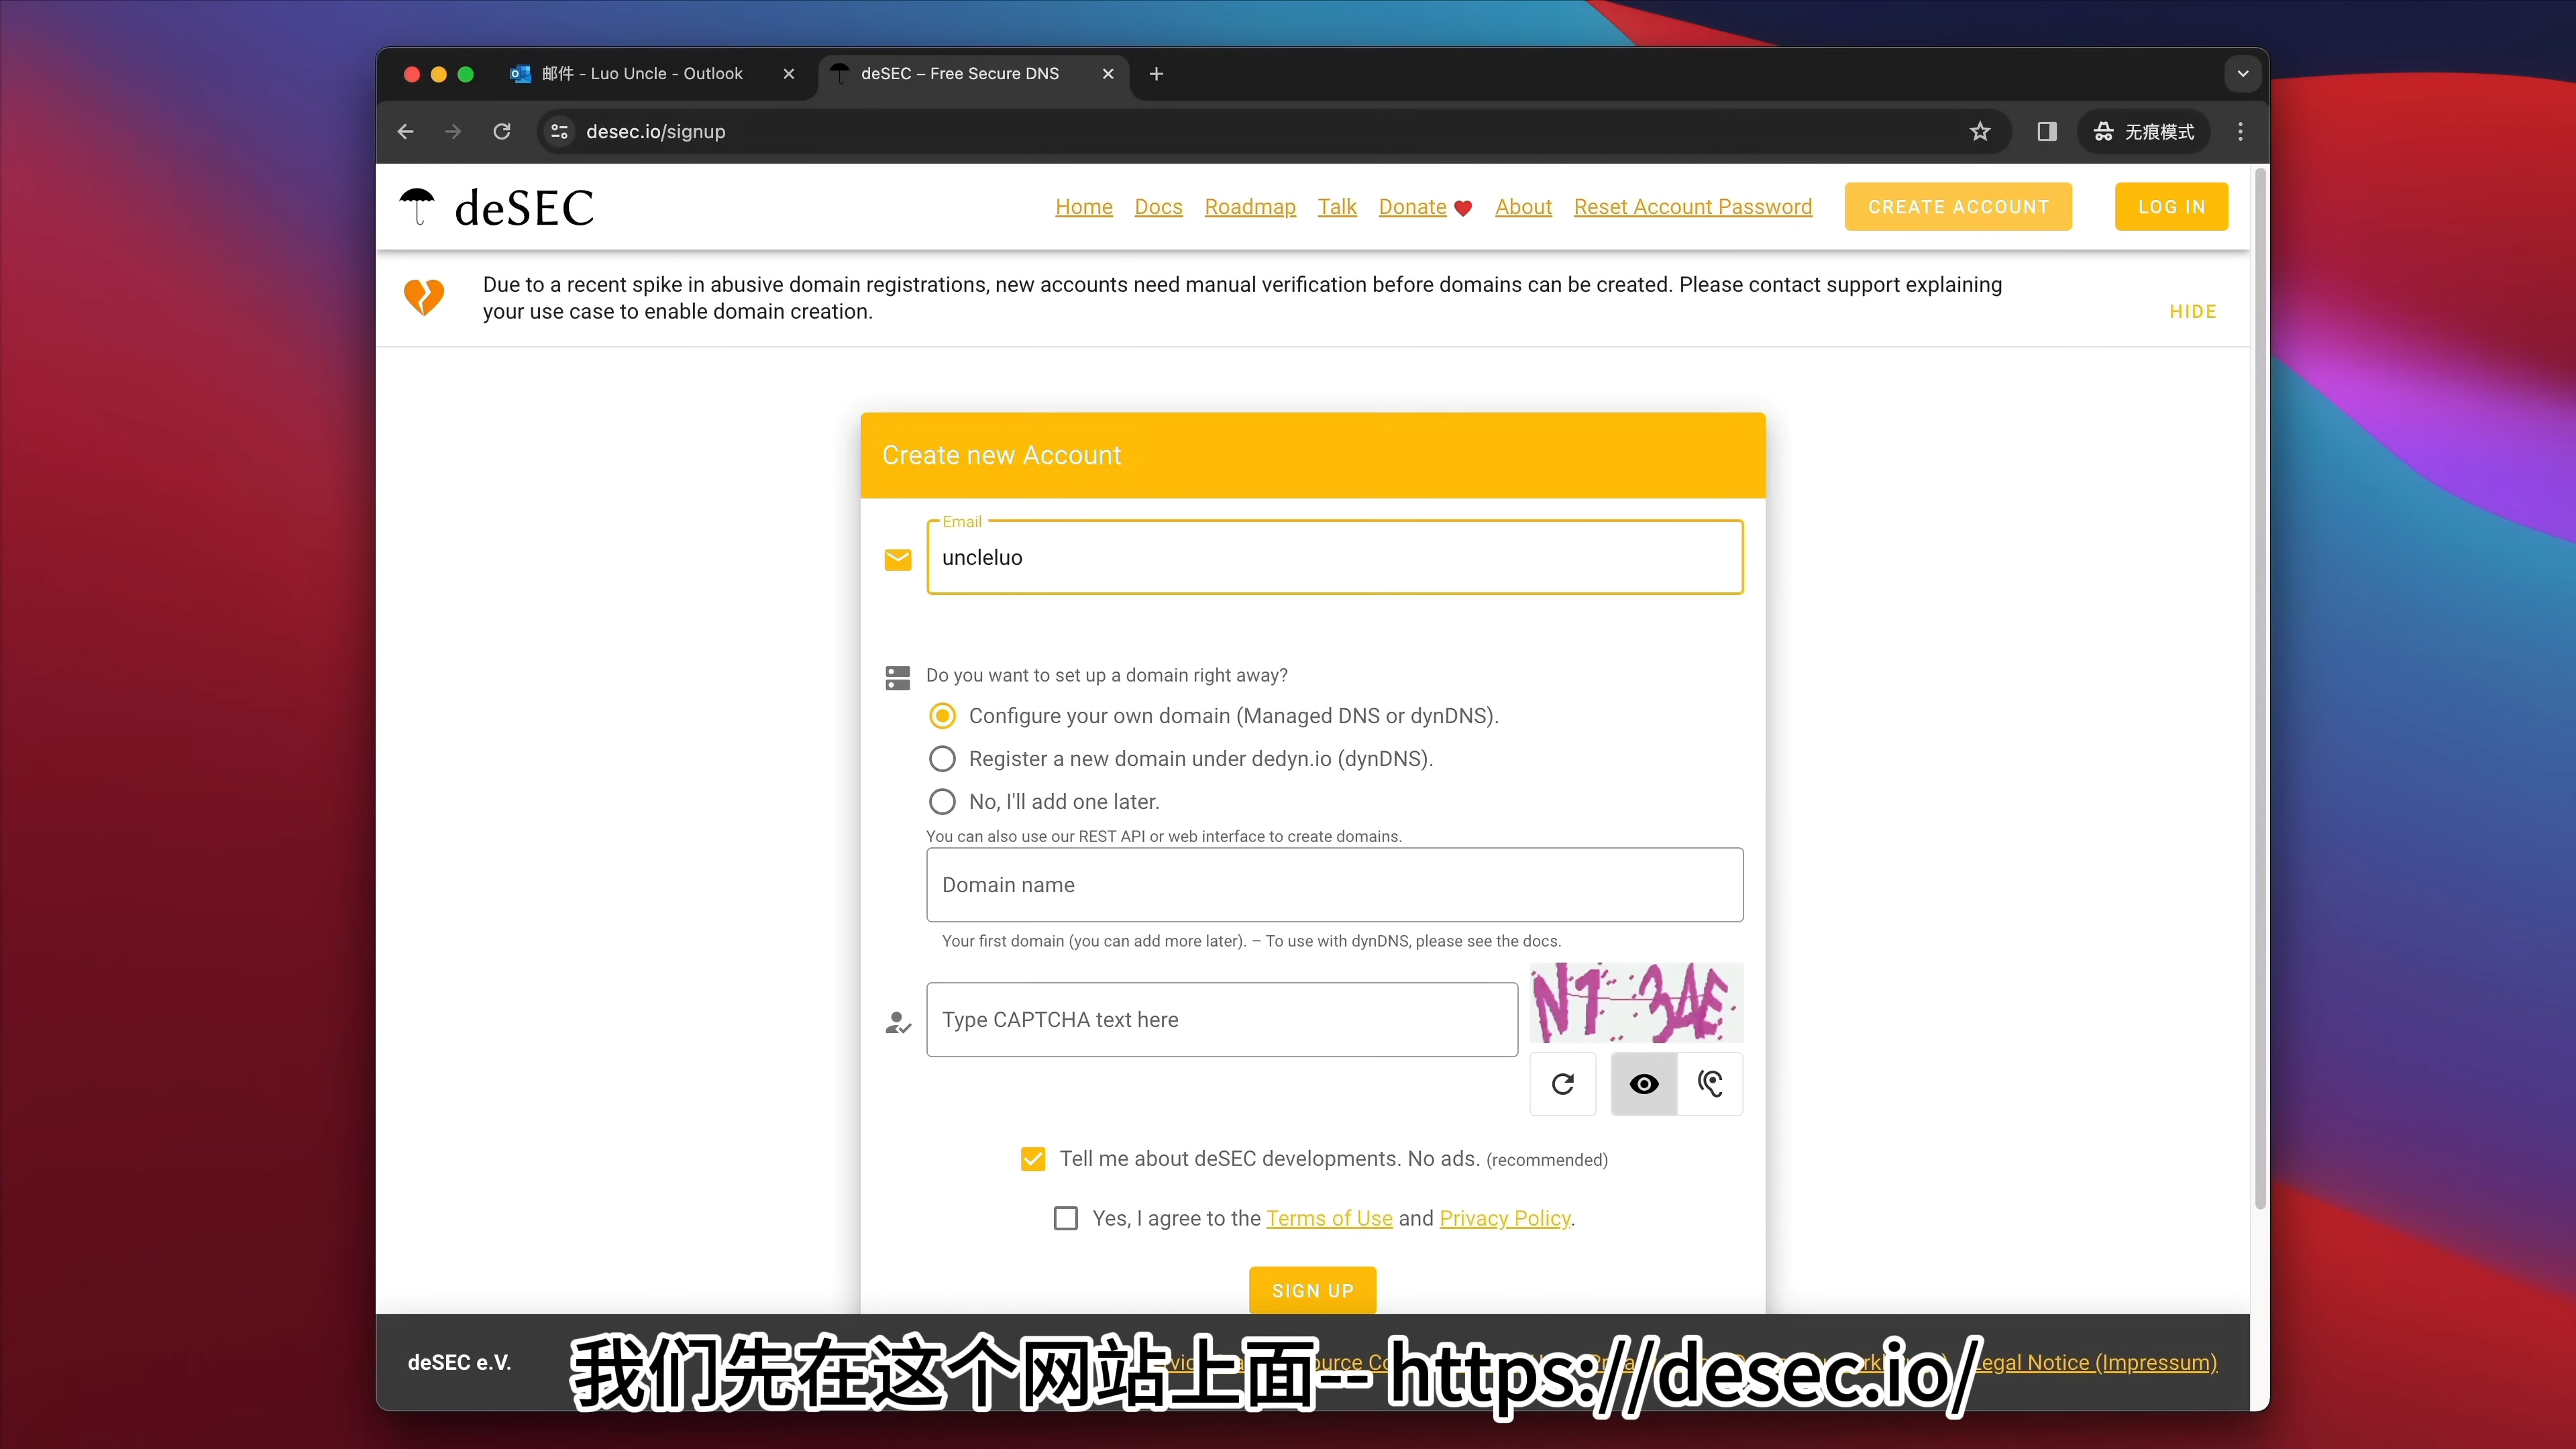 邮件 - Luo Uncle - Outlook
deSEC – Free Secure DNS
desec.io/signup
无痕模式
deSEC
Home Docs Roadmap Talk Donate About Reset Account Password CREATE ACCOUNT LOG IN
Due to a recent spike in abusive domain registrations, new accounts need manual verification before domains can be created. Please contact support explaining
your use case to enable domain creation.
HIDE
Create new Account
Email
uncleluo
Do you want to set up a domain right away?
Configure your own domain (Managed DNS or dynDNS).
Register a new domain under dedyn.io (dynDNS).
No, I'll add one later.
You can also use our REST API or web interface to create domains.
Domain name
Your first domain (you can add more later). – To use with dynDNS, please see the docs.
Type CAPTCHA text here
Tell me about deSEC developments. No ads. (recommended)
Yes, I agree to the Terms of Use and Privacy Policy.
SIGN UP
deSEC e.V.
Legal Notice (Impressum)
我们先在这个网站上面-- https://desec.io/